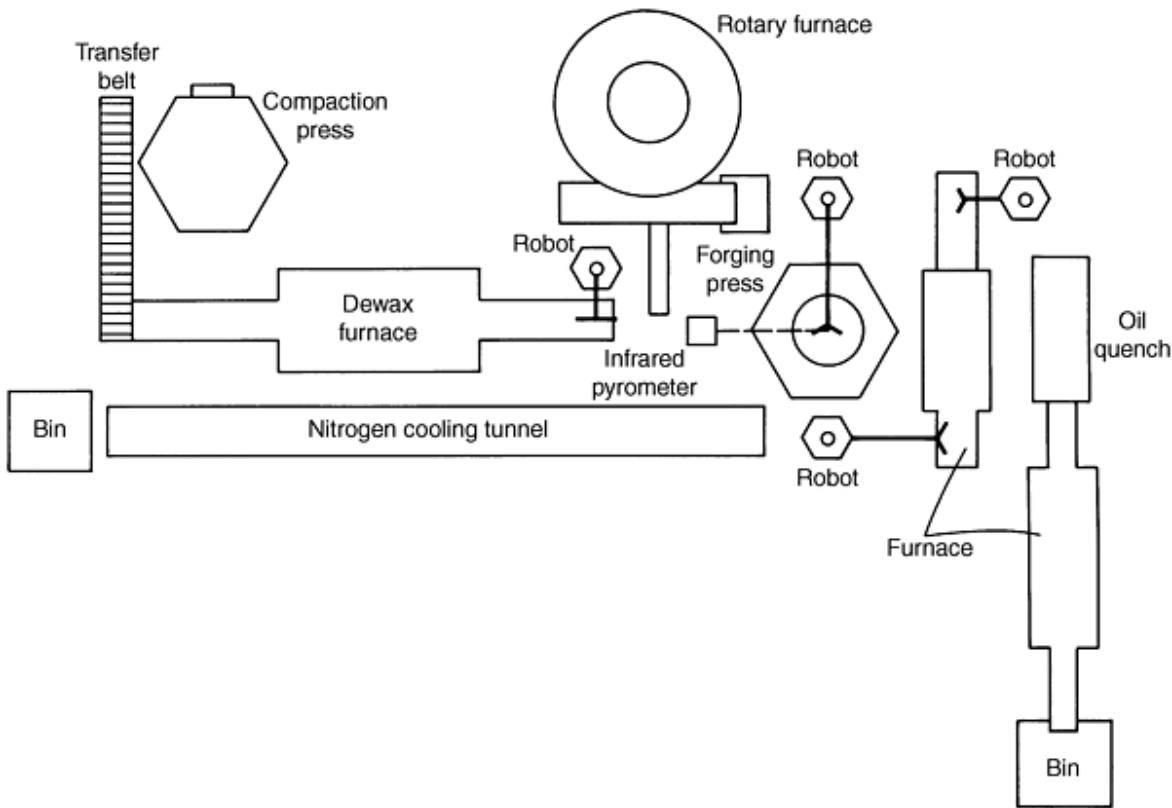 Rotary furnace
Transfer
belt
Compaction
press
Robot
Robot
Robot
Forging
press
Dewax
furnace
Infrared
pyrometer
Oil
quench
Bin
Nitrogen cooling tunnel
Robot
Furnace
Bin